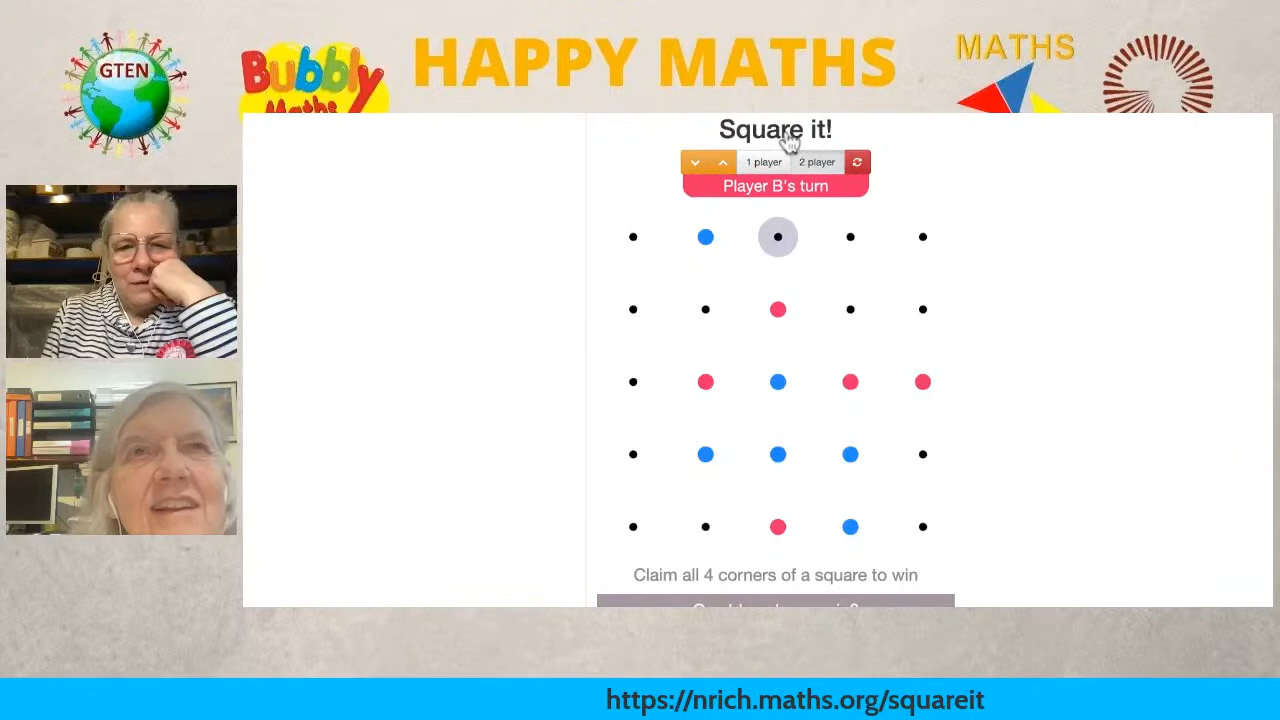 GTEN
Bubbly
Maths
HAPPY MATHS
MATHS
Square it!
1 player
2 player
Player B's turn
Claim all 4 corners of a square to win
https://nrich.maths.org/squareit